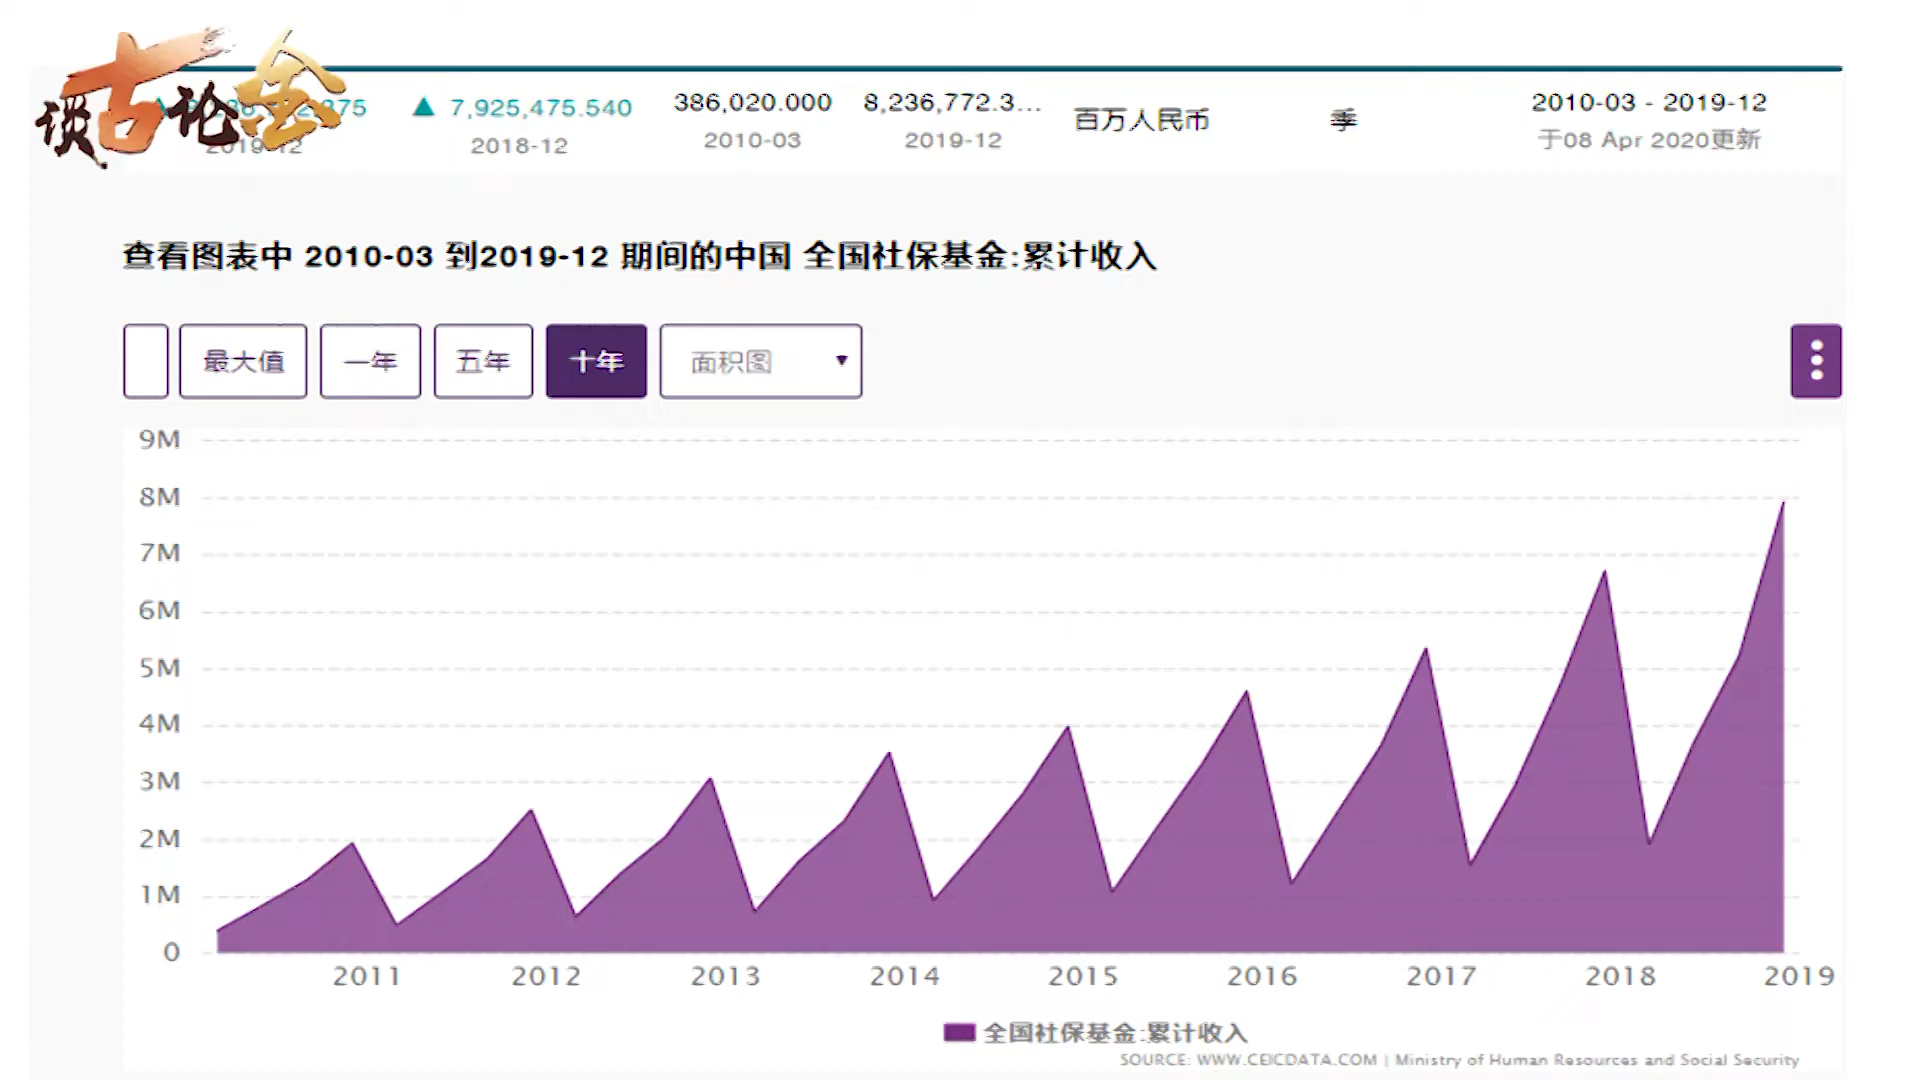 谈古论金
2019-12
7,925,475.540
2018-12
386,020.000
2010-03
8,236,772.3...
2019-12
百万人民币
季
2010-03 - 2019-12
于08 Apr 2020更新
查看图表中 2010-03 到2019-12 期间的中国 全国社保基金:累计收入
最大值
一年
五年
十年
面积图
9M
8M
7M
6M
5M
4M
3M
2M
1M
0
2011
2012
2013
2014
2015
2016
2017
2018
2019
全国社保基金:累计收入
SOURCE: WWW.CEICDATA.COM | Ministry of Human Resources and Social Security